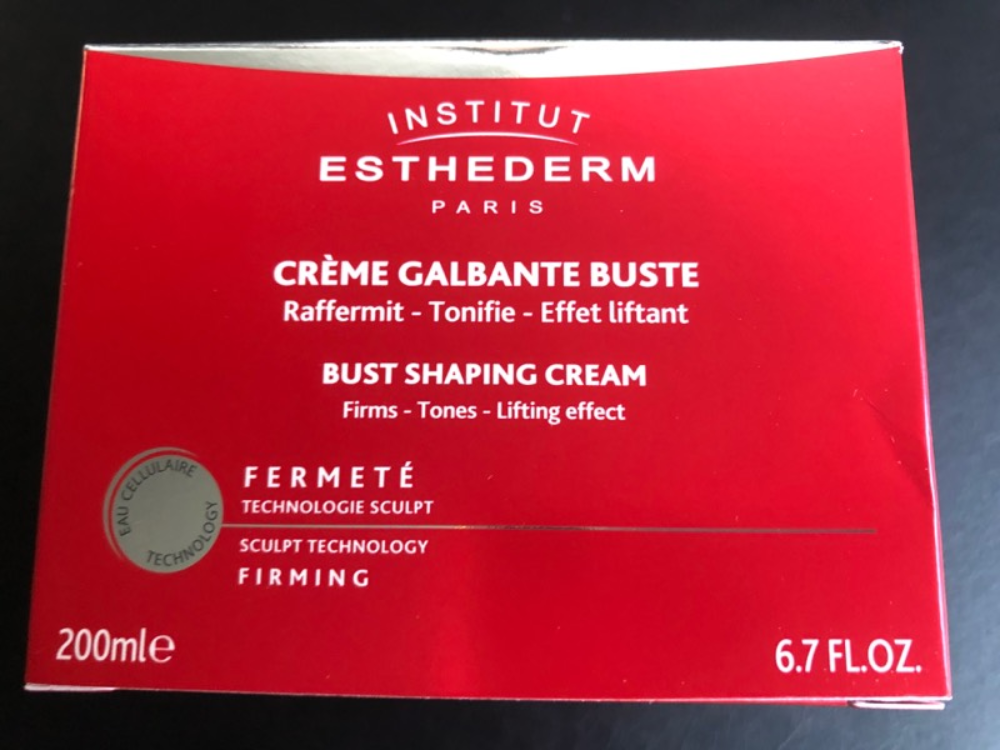 INSTITUT
ESTHEDERM
PARIS
CRÈME GALBANTE BUSTE
Raffermit - Tonifie - Effet liftant
BUST SHAPING CREAM
Firms - Tones - Lifting effect
EAU CELLULAIRE
TECHNOLOGY
FERMETÉ
TECHNOLOGIE SCULPT
SCULPT TECHNOLOGY
FIRMING
200ml℮
6.7 FL.OZ.